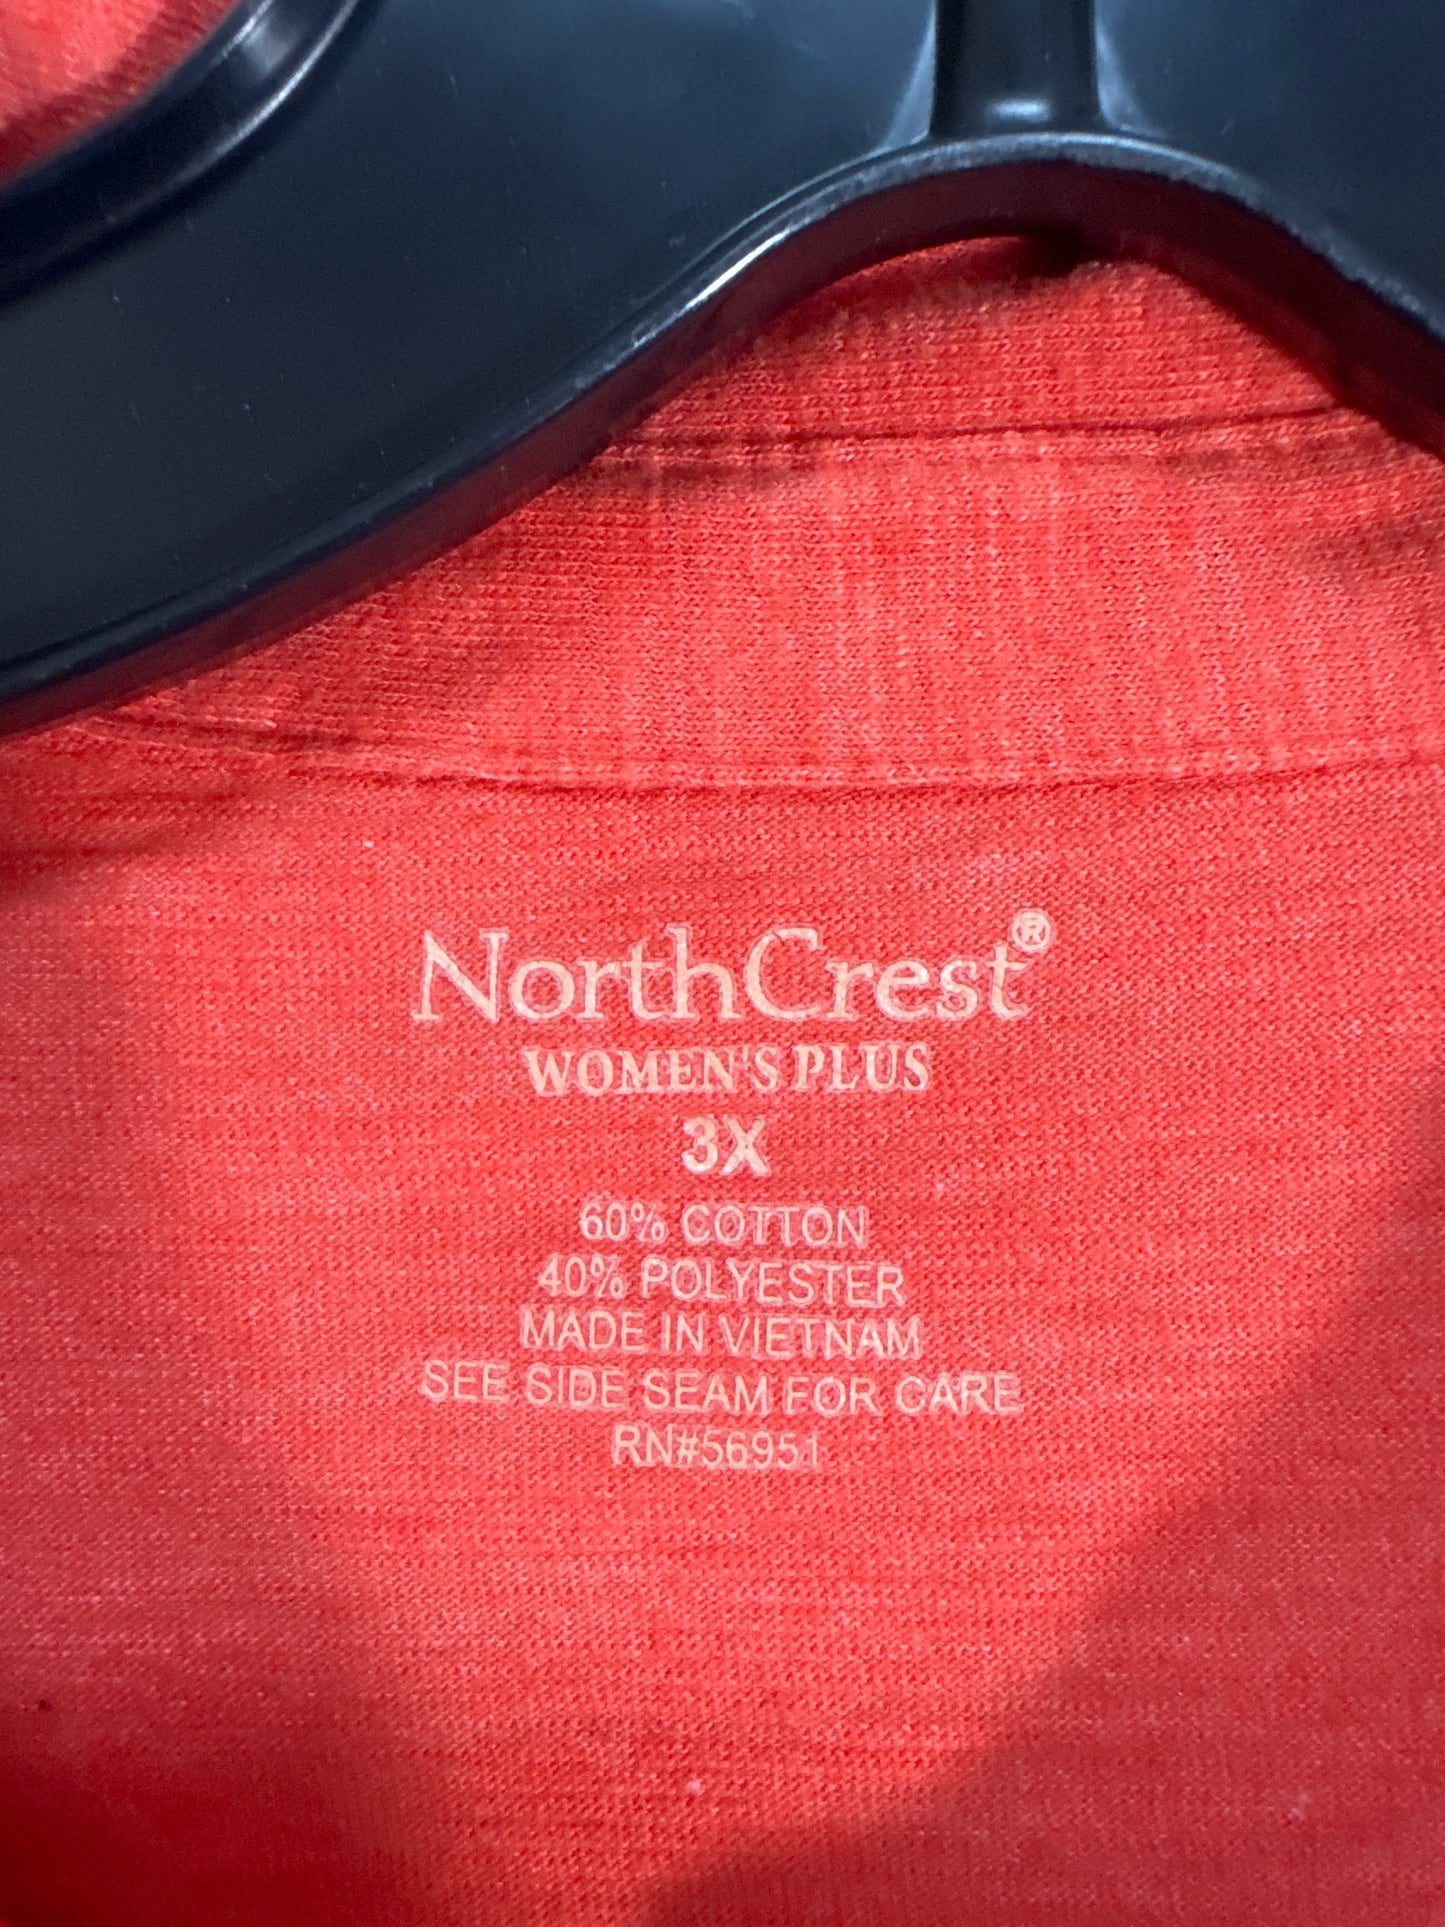 NorthCrest®
WOMEN'S PLUS
3X
60% COTTON
40% POLYESTER
MADE IN VIETNAM
SEE SIDE SEAM FOR CARE
RN#56951